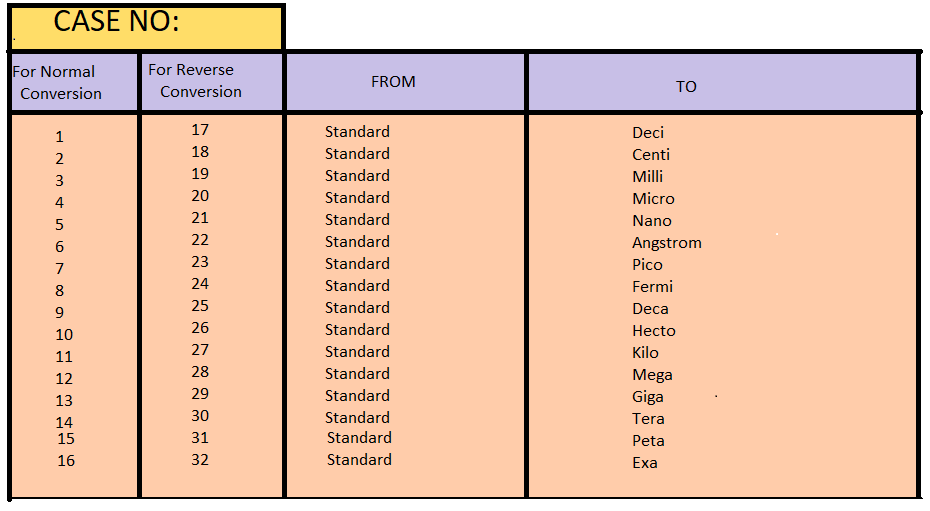 CASE NO:
For Normal Conversion For Reverse Conversion FROM TO
1 17 Standard Deci
2 18 Standard Centi
3 19 Standard Milli
4 20 Standard Micro
5 21 Standard Nano
6 22 Standard Angstrom
7 23 Standard Pico
8 24 Standard Fermi
9 25 Standard Deca
10 26 Standard Hecto
11 27 Standard Kilo
12 28 Standard Mega
13 29 Standard Giga
14 30 Standard Tera
15 31 Standard Peta
16 32 Standard Exa